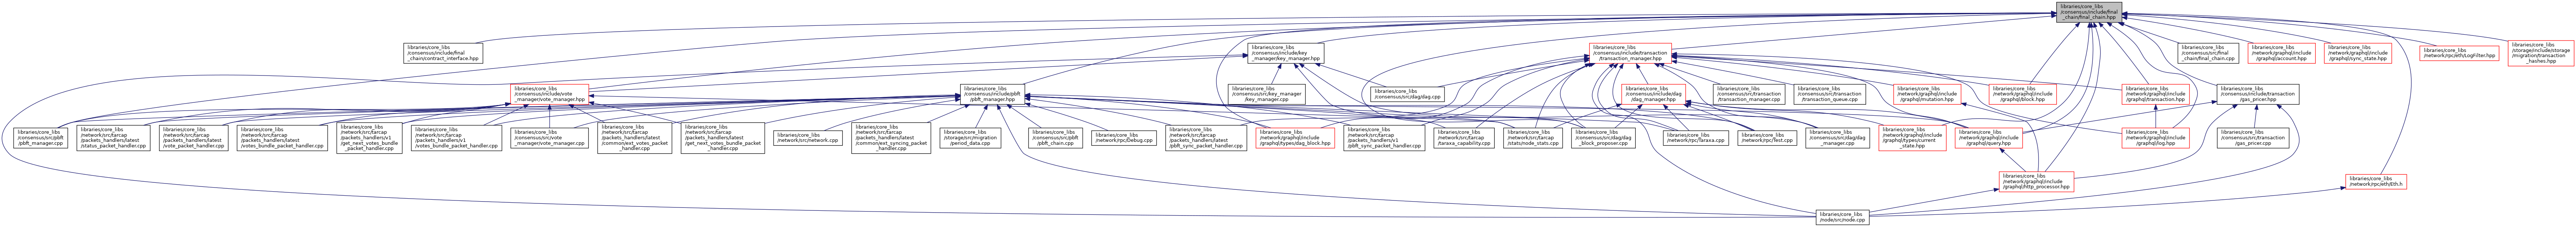 libraries/core_libs
/consensus/include/final
_chain/final_chain.hpp
libraries/core_libs
/consensus/include/final
_chain/contract_interface.hpp
libraries/core_libs
/consensus/include/key
_manager/key_manager.hpp
libraries/core_libs
/consensus/include/transaction
/transaction_manager.hpp
libraries/core_libs
/consensus/src/final
_chain/final_chain.cpp
libraries/core_libs
/network/graphql/include
/graphql/account.hpp
libraries/core_libs
/network/graphql/include
/graphql/sync_state.hpp
libraries/core_libs
/network/rpc/eth/LogFilter.hpp
libraries/core_libs
/storage/include/storage
/migration/transaction
_hashes.hpp
libraries/core_libs
/consensus/include/vote
_manager/vote_manager.hpp
libraries/core_libs
/consensus/include/pbft
/pbft_manager.hpp
libraries/core_libs
/consensus/src/key_manager
/key_manager.cpp
libraries/core_libs
/consensus/src/dag/dag.cpp
libraries/core_libs
/consensus/include/dag
/dag_manager.hpp
libraries/core_libs
/consensus/src/transaction
/transaction_manager.cpp
libraries/core_libs
/consensus/src/transaction
/transaction_queue.cpp
libraries/core_libs
/network/graphql/include
/graphql/mutation.hpp
libraries/core_libs
/network/graphql/include
/graphql/block.hpp
libraries/core_libs
/network/graphql/include
/graphql/transaction.hpp
libraries/core_libs
/consensus/include/transaction
/gas_pricer.hpp
libraries/core_libs
/consensus/src/pbft
/pbft_manager.cpp
libraries/core_libs
/network/src/tarcap
/packets_handlers/latest
/status_packet_handler.cpp
libraries/core_libs
/network/src/tarcap
/packets_handlers/latest
/vote_packet_handler.cpp
libraries/core_libs
/network/src/tarcap
/packets_handlers/latest
/votes_bundle_packet_handler.cpp
libraries/core_libs
/network/src/tarcap
/packets_handlers/v1
/get_next_votes_bundle
_packet_handler.cpp
libraries/core_libs
/network/src/tarcap
/packets_handlers/v1
/votes_bundle_packet_handler.cpp
libraries/core_libs
/consensus/src/vote
_manager/vote_manager.cpp
libraries/core_libs
/network/src/tarcap
/packets_handlers/latest
/common/ext_votes_packet
_handler.cpp
libraries/core_libs
/network/src/tarcap
/packets_handlers/latest
/get_next_votes_bundle_packet
_handler.cpp
libraries/core_libs
/network/src/network.cpp
libraries/core_libs
/network/src/tarcap
/packets_handlers/latest
/common/ext_syncing_packet
_handler.cpp
libraries/core_libs
/storage/src/migration
/period_data.cpp
libraries/core_libs
/consensus/src/pbft
/pbft_chain.cpp
libraries/core_libs
/network/rpc/Debug.cpp
libraries/core_libs
/network/src/tarcap
/packets_handlers/latest
/pbft_sync_packet_handler.cpp
libraries/core_libs
/network/graphql/include
/graphql/types/dag_block.hpp
libraries/core_libs
/network/src/tarcap
/packets_handlers/v1
/pbft_sync_packet_handler.cpp
libraries/core_libs
/network/src/tarcap
/taraxa_capability.cpp
libraries/core_libs
/network/src/tarcap
/stats/node_stats.cpp
libraries/core_libs
/consensus/src/dag/dag
_block_proposer.cpp
libraries/core_libs
/network/rpc/Taraxa.cpp
libraries/core_libs
/network/rpc/Test.cpp
libraries/core_libs
/consensus/src/dag/dag
_manager.cpp
libraries/core_libs
/network/graphql/include
/graphql/types/current
_state.hpp
libraries/core_libs
/network/graphql/include
/graphql/query.hpp
libraries/core_libs
/network/graphql/include
/graphql/log.hpp
libraries/core_libs
/consensus/src/transaction
/gas_pricer.cpp
libraries/core_libs
/network/graphql/include
/graphql/http_processor.hpp
libraries/core_libs
/network/rpc/eth/Eth.h
libraries/core_libs
/node/src/node.cpp